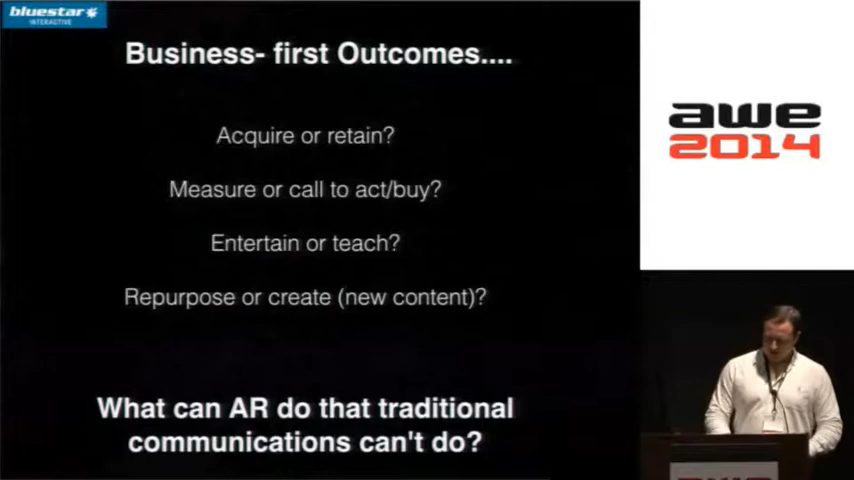 bluestar
INTERACTIVE
Business- first Outcomes....
Acquire or retain?
Measure or call to act/buy?
Entertain or teach?
Repurpose or create (new content)?
What can AR do that traditional
communications can't do?
awe
2014
awe